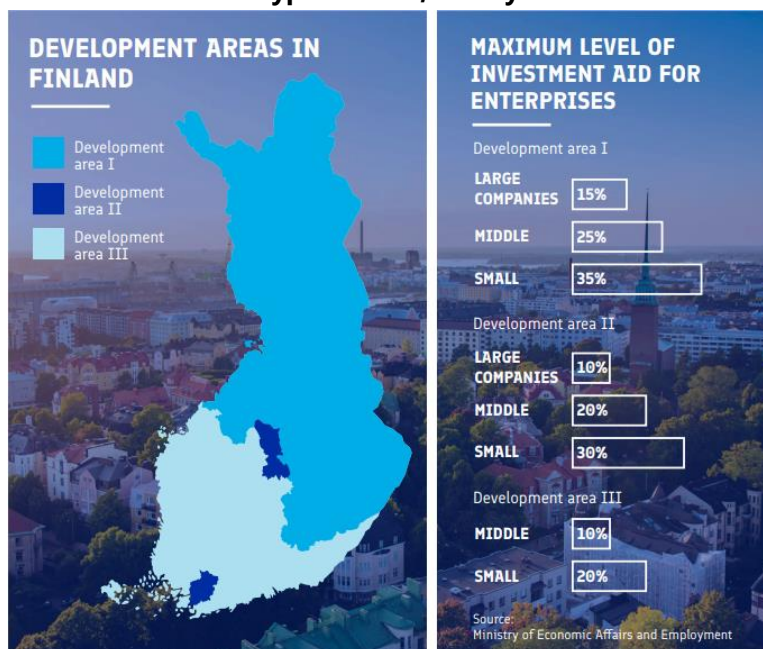 DEVELOPMENT AREAS IN
FINLAND
Development
area I
Development
area II
Development
area III
MAXIMUM LEVEL OF
INVESTMENT AID FOR
ENTERPRISES
Development area I
LARGE
COMPANIES 15%
MIDDLE 25%
SMALL 35%
Development area II
LARGE
COMPANIES 10%
MIDDLE 20%
SMALL 30%
Development area III
MIDDLE 10%
SMALL 20%
Source:
Ministry of Economic Affairs and Employment